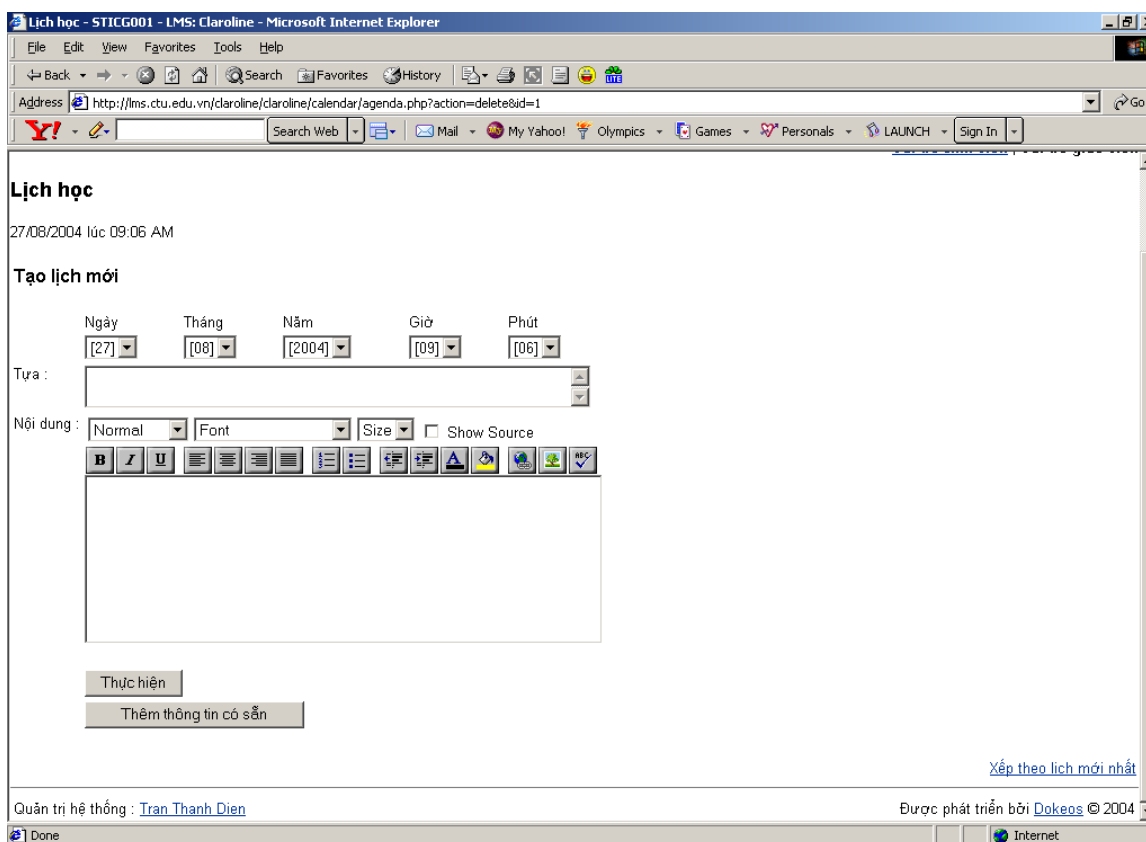 Lịch học - STICG001 - LMS: Claroline - Microsoft Internet Explorer
File Edit View Favorites Tools Help
Back Search Favorites History
Address http://lms.ctu.edu.vn/claroline/claroline/calendar/agenda.php?action=delete&id=1 Go
Y! Search Web Mail My Yahoo! Olympics Games Personals LAUNCH Sign In
Lịch học
27/08/2004 lúc 09:06 AM
Tạo lịch mới
Ngày Tháng Năm Giờ Phút
[27] [08] [2004] [09] [06]
Tựa :
Nội dung : Normal Font Size Show Source
B I U A ABC
Thực hiện
Thêm thông tin có sẵn
Xếp theo lịch mới nhất
Quản trị hệ thống : Tran Thanh Dien Được phát triển bởi Dokeos © 2004
Done Internet